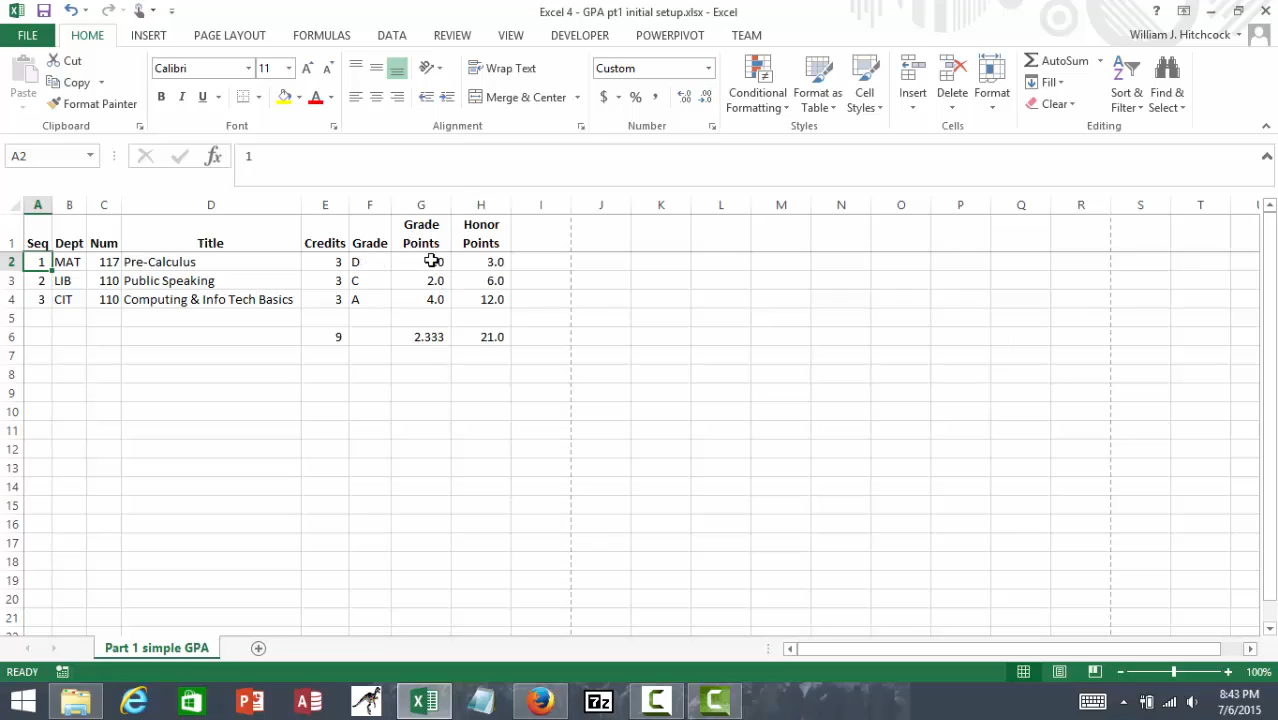 Excel 4 - GPA pt1 initial setup.xlsx - Excel
FILE HOME INSERT PAGE LAYOUT FORMULAS DATA REVIEW VIEW DEVELOPER POWERPIVOT TEAM William J. Hitchcock
Paste Cut Copy Format Painter
Calibri 11 B I U A
Wrap Text Merge & Center
Custom $ % ,
Conditional Formatting Format as Table Cell Styles
Insert Delete Format
AutoSum Fill Clear Sort & Filter Find & Select
Clipboard Font Alignment Number Styles Cells Editing
A2 fx 1
A B C D E F G H I J K L M N O P Q R S T U
1 Seq Dept Num Title Credits Grade Grade Points Honor Points
2 1 MAT 117 Pre-Calculus 3 D 3.0
3 2 LIB 110 Public Speaking 3 C 2.0 6.0
4 3 CIT 110 Computing & Info Tech Basics 3 A 4.0 12.0
5
6 9 2.333 21.0
7
8
9
10
11
12
13
14
15
16
17
18
19
20
21
Part 1 simple GPA
READY 100%
8:43 PM
7/6/2015